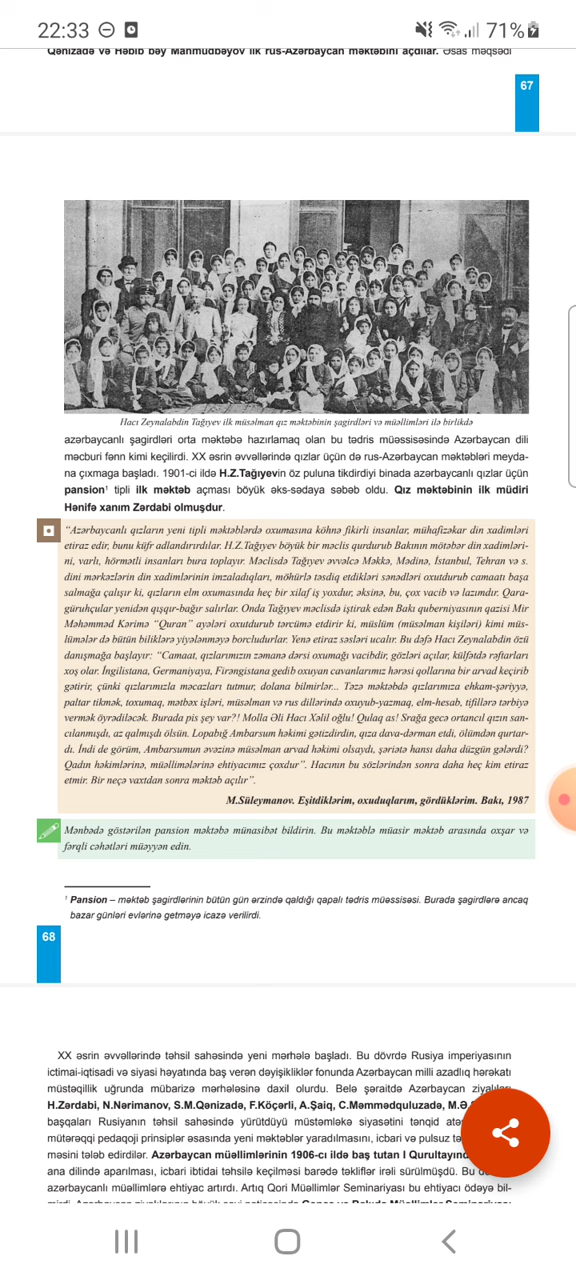 22:33
71%
Qənizadə və Həbib bəy Mahmudbəyov ilk rus-Azərbaycan məktəbini açdılar. Əsas məqsədi
67
Hacı Zeynalabdin Tağıyev ilk müsəlman qız məktəbinin şagirdləri və müəllimləri ilə birlikdə
azərbaycanlı şagirdləri orta məktəbə hazırlamaq olan bu tədris müəssisəsində Azərbaycan dili
məcburi fənn kimi keçilirdi. XX əsrin əvvəllərində qızlar üçün də rus-Azərbaycan məktəbləri meyda-
na çıxmağa başladı. 1901-ci ildə H.Z.Tağıyevin öz puluna tikdirdiyi binada azərbaycanlı qızlar üçün
pansion¹ tipli ilk məktəb açması böyük əks-sədaya səbəb oldu. Qız məktəbinin ilk müdiri
Hənifə xanım Zərdabi olmuşdur.
“Azərbaycanlı qızların yeni tipli məktəblərdə oxumasına köhnə fikirli insanlar, mühafizəkar din xadimləri
etiraz edir, bunu küfr adlandırırdılar. H.Z.Tağıyev böyük bir məclis qurdurub Bakının mötəbər din xadimləri-
ni, varlı, hörmətli insanları bura toplayır. Məclisdə Tağıyev əvvəlcə Məkkə, Mədinə, İstanbul, Tehran və s.
dini mərkəzlərin din xadimlərinin imzaladıqları, möhürlə təsdiq etdikləri sənədləri oxutdurub camaatı başa
salmağa çalışır ki, qızların elm oxumasında heç bir xilaf iş yoxdur, əksinə, bu, çox vacib və lazımdır. Qara-
güruhçular yenidən qışqır-bağır salırlar. Onda Tağıyev məclisdə iştirak edən Bakı quberniyasının qazisi Mir
Məhəmməd Kərimə “Quran” ayələri oxutdurub tərcümə etdirir ki, müslüm (müsəlman kişiləri) kimi müs-
lümələr də bütün biliklərə yiyələnməyə borcludurlar. Yenə etiraz səsləri ucalır. Bu dəfə Hacı Zeynalabdin özü
danışmağa başlayır: “Camaat, qızlarımızın zəmanə dərsi oxumağı vacibdir, gözləri açılar, külfətdə rəftarları
xoş olar. İngilistana, Germaniyaya, Firəngistana gedib oxuyan cavanlarımız hərəsi qollarına bir arvad keçirib
gətirir, çünki qızlarımızla məcazları tutmur, dolana bilmirlər... Təzə məktəbdə qızlarımıza ehkam-şəriyyə,
paltar tikmək, toxumaq, mətbəx işləri, müsəlman və rus dillərində oxuyub-yazmaq, elm-hesab, tifillərə tərbiyə
vermək öyrədiləcək. Burada pis şey var?! Molla Əli Hacı Xəlil oğlu! Qulaq as! Srağa gecə ortancıl qızın san-
cılanmışdı, az qalmışdı ölsün. Lopabığ Ambarsum həkimi gətizdirdin, qıza dava-dərman etdi, ölümdən qurtar-
dı. İndi de görüm, Ambarsumun əvəzinə müsəlman arvad həkimi olsaydı, şəriətə hansı daha düzgün gələrdi?
Qadın həkimlərinə, müəllimlərinə ehtiyacımız çoxdur”. Hacının bu sözlərindən sonra daha heç kim etiraz
etmir. Bir neçə vaxtdan sonra məktəb açılır”.
M.Süleymanov. Eşitdiklərim, oxuduqlarım, gördüklərim. Bakı, 1987
Mənbədə göstərilən pansion məktəbə münasibət bildirin. Bu məktəblə müasir məktəb arasında oxşar və
fərqli cəhətləri müəyyən edin.
¹ Pansion – məktəb şagirdlərinin bütün gün ərzində qaldığı qapalı tədris müəssisəsi. Burada şagirdlərə ancaq
bazar günləri evlərinə getməyə icazə verilirdi.
68
XX əsrin əvvəllərində təhsil sahəsində yeni mərhələ başladı. Bu dövrdə Rusiya imperiyasının
ictimai-iqtisadi və siyasi həyatında baş verən dəyişikliklər fonunda Azərbaycan milli azadlıq hərəkatı
müstəqillik uğrunda mübarizə mərhələsinə daxil olurdu. Belə şəraitdə Azərbaycan ziyalıları
H.Zərdabi, N.Nərimanov, S.M.Qənizadə, F.Köçərli, A.Şaiq, C.Məmmədquluzadə, M.Ə.
başqaları Rusiyanın təhsil sahəsində yürütdüyü müstəmləkə siyasətini tənqid
mütərəqqi pedaqoji prinsiplər əsasında yeni məktəblər yaradılmasını, icbari və pulsuz
məsini tələb edirdilər. Azərbaycan müəllimlərinin 1906-cı ildə baş tutan I Qurultayında
ana dilində aparılması, icbari ibtidai təhsilə keçilməsi barədə təkliflər irəli sürülmüşdü. Bu
azərbaycanlı müəllimlərə ehtiyac artırdı. Artıq Qori Müəllimlər Seminariyası bu ehtiyacı ödəyə bil-